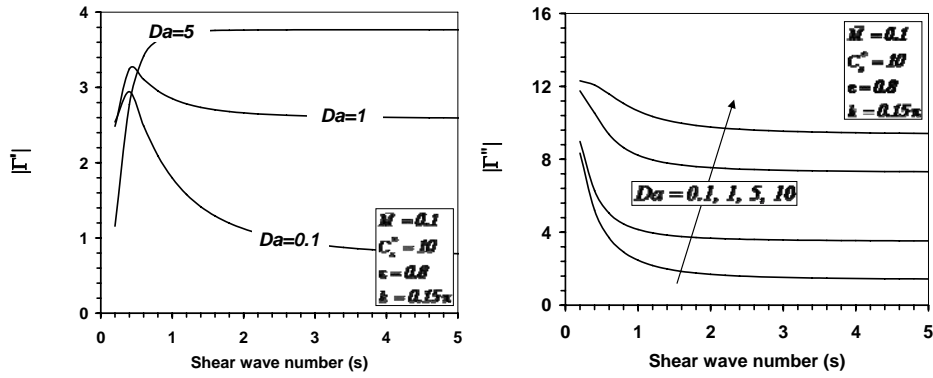 4
3
2
1
0
|Γ'|
Da=5
Da=1
Da=0.1
M̄ = 0.1
C_s^∞ = 10
ε = 0.8
k = 0.15π
0 1 2 3 4 5
Shear wave number (s)
16
12
8
4
0
|Γ''|
M̄ = 0.1
C_s^∞ = 10
ε = 0.8
k = 0.15π
Da = 0.1, 1, 5, 10
0 1 2 3 4 5
Shear wave number (s)